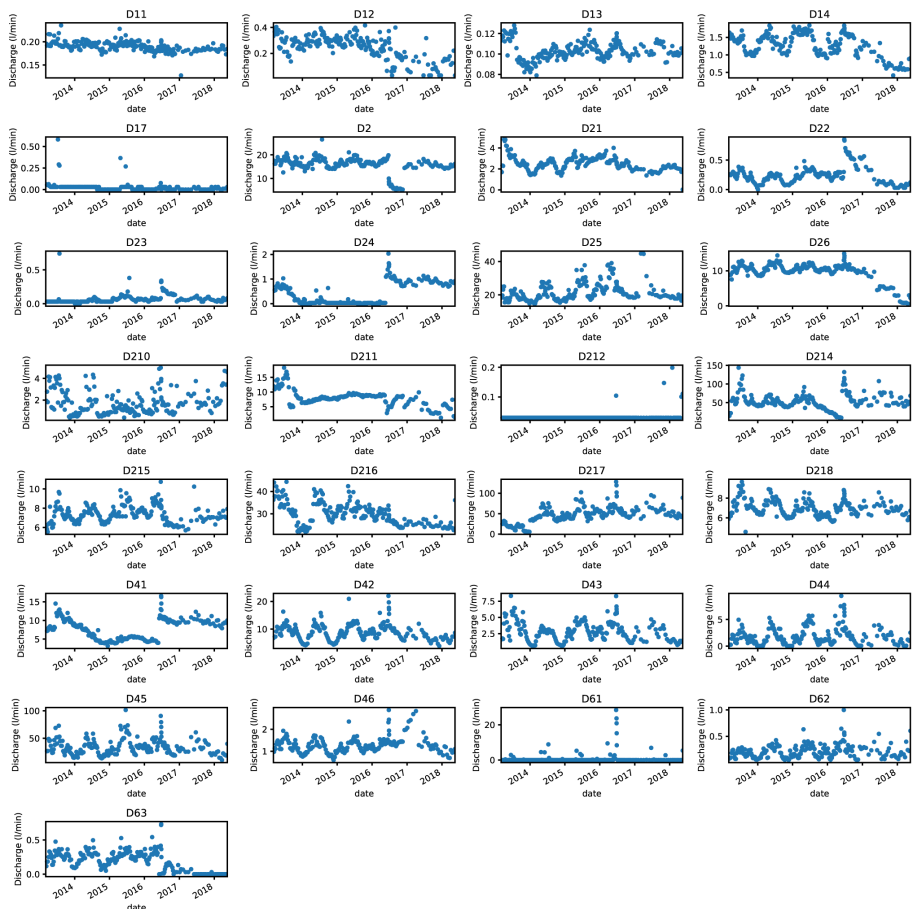 D11 D12 D13 D14
Discharge (l/min) 0.20 0.15 Discharge (l/min) 0.4 0.2 Discharge (l/min) 0.12 0.10 0.08 Discharge (l/min) 1.5 1.0 0.5
2014 2015 2016 2017 2018 2014 2015 2016 2017 2018 2014 2015 2016 2017 2018 2014 2015 2016 2017 2018
date date date date
D17 D2 D21 D22
Discharge (l/min) 0.50 0.25 0.00 Discharge (l/min) 20 10 Discharge (l/min) 4 2 0 Discharge (l/min) 0.5 0.0
2014 2015 2016 2017 2018 2014 2015 2016 2017 2018 2014 2015 2016 2017 2018 2014 2015 2016 2017 2018
date date date date
D23 D24 D25 D26
Discharge (l/min) 0.5 0.0 Discharge (l/min) 2 1 0 Discharge (l/min) 40 20 Discharge (l/min) 10 0
2014 2015 2016 2017 2018 2014 2015 2016 2017 2018 2014 2015 2016 2017 2018 2014 2015 2016 2017 2018
date date date date
D210 D211 D212 D214
Discharge (l/min) 4 2 Discharge (l/min) 15 10 5 Discharge (l/min) 0.2 0.1 Discharge (l/min) 150 100 50
2014 2015 2016 2017 2018 2014 2015 2016 2017 2018 2014 2015 2016 2017 2018 2014 2015 2016 2017 2018
date date date date
D215 D216 D217 D218
Discharge (l/min) 10 8 6 Discharge (l/min) 40 30 Discharge (l/min) 100 50 0 Discharge (l/min) 8 6
2014 2015 2016 2017 2018 2014 2015 2016 2017 2018 2014 2015 2016 2017 2018 2014 2015 2016 2017 2018
date date date date
D41 D42 D43 D44
Discharge (l/min) 15 10 5 Discharge (l/min) 20 10 Discharge (l/min) 7.5 5.0 2.5 Discharge (l/min) 5 0
2014 2015 2016 2017 2018 2014 2015 2016 2017 2018 2014 2015 2016 2017 2018 2014 2015 2016 2017 2018
date date date date
D45 D46 D61 D62
Discharge (l/min) 100 50 Discharge (l/min) 2 1 Discharge (l/min) 20 0 Discharge (l/min) 1.0 0.5
2014 2015 2016 2017 2018 2014 2015 2016 2017 2018 2014 2015 2016 2017 2018 2014 2015 2016 2017 2018
date date date date
D63
Discharge (l/min) 0.5 0.0
2014 2015 2016 2017 2018
date